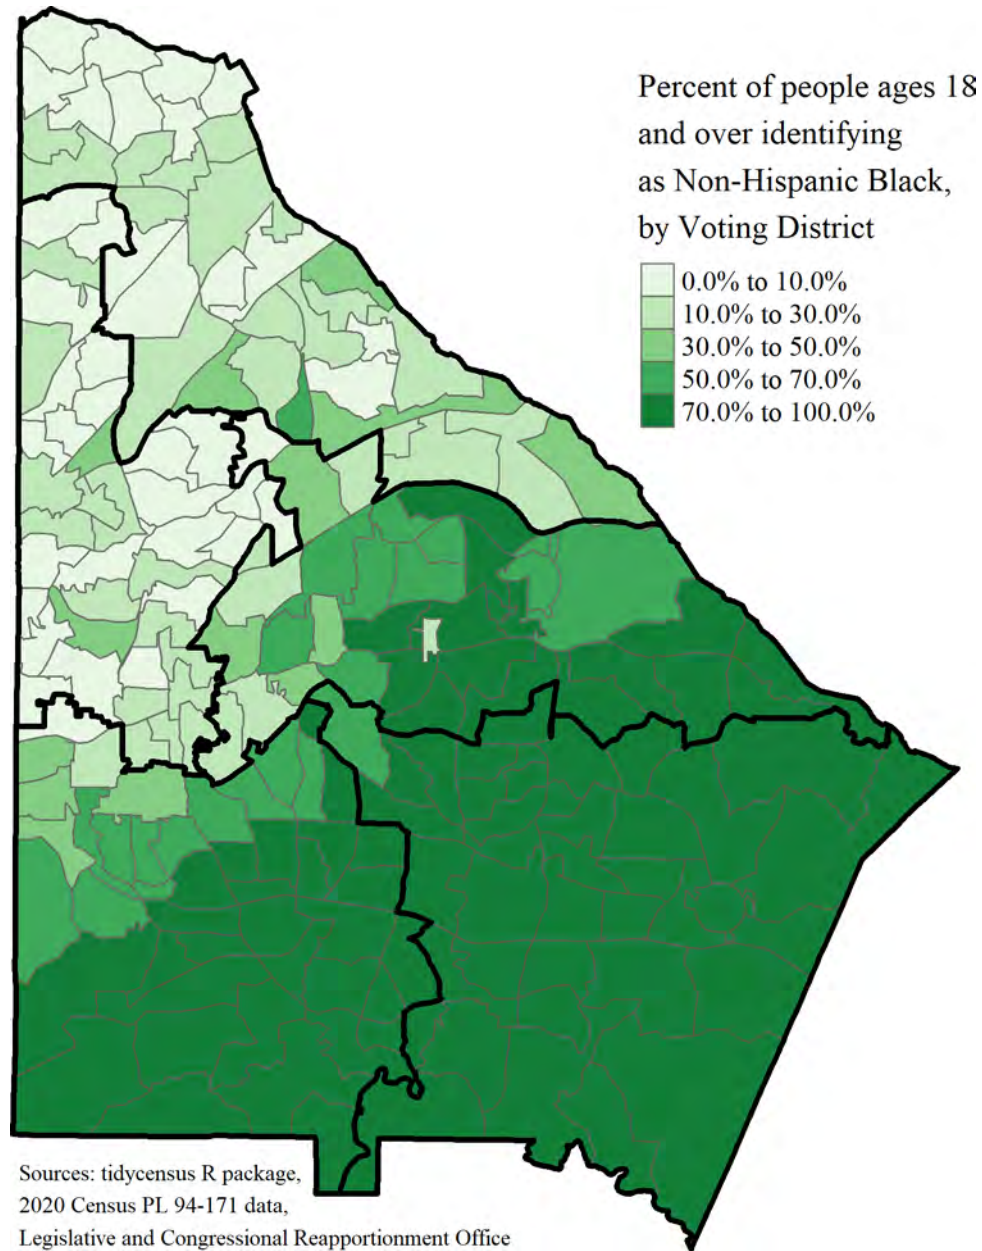 Percent of people ages 18
and over identifying
as Non-Hispanic Black,
by Voting District
0.0% to 10.0%
10.0% to 30.0%
30.0% to 50.0%
50.0% to 70.0%
70.0% to 100.0%
Sources: tidycensus R package,
2020 Census PL 94-171 data,
Legislative and Congressional Reapportionment Office